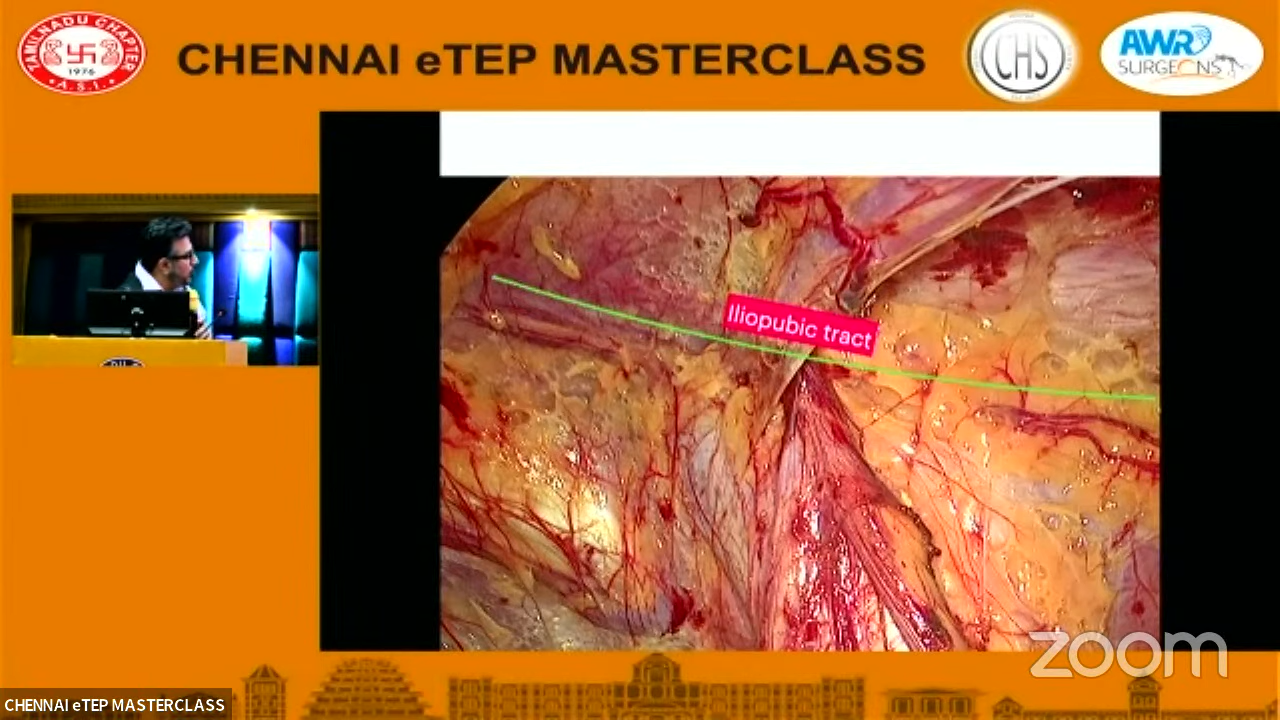 TAMILNADU CHAPTER
1976
A.S.I.
CHENNAI eTEP MASTERCLASS
CHS
AWR
SURGEONS
Iliopubic tract
zoom
CHENNAI eTEP MASTERCLASS